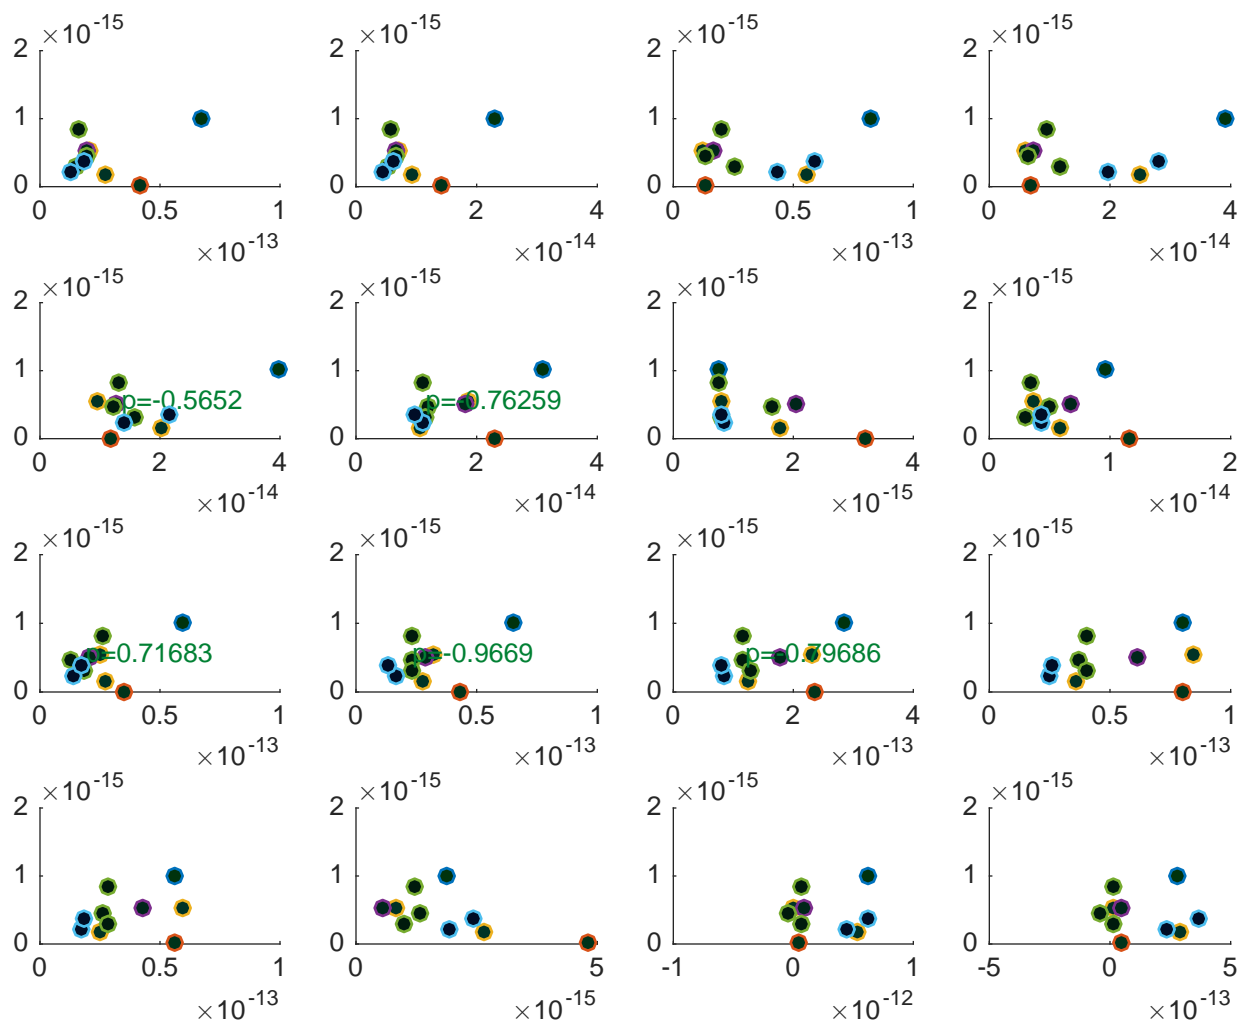 ×10-15 ×10-15 ×10-15 ×10-15
2 2 2 2
1 1 1 1
0 0 0 0
0 0.5 1 0 2 4 0 0.5 1 0 2 4
×10-13 ×10-14 ×10-13 ×10-14
×10-15 ×10-15 ×10-15 ×10-15
2 2 2 2
1 1 1 1
p=-0.5652 p=-0.76259
0 0 0 0
0 2 4 0 2 4 0 2 4 0 1 2
×10-14 ×10-14 ×10-15 ×10-14
×10-15 ×10-15 ×10-15 ×10-15
2 2 2 2
1 1 1 1
p=0.71683 p=-0.9669 p=-0.79686
0 0 0 0
0 0.5 1 0 0.5 1 0 2 4 0 0.5 1
×10-13 ×10-13 ×10-13 ×10-13
×10-15 ×10-15 ×10-15 ×10-15
2 2 2 2
1 1 1 1
0 0 0 0
0 0.5 1 0 5 -1 0 1 -5 0 5
×10-13 ×10-15 ×10-12 ×10-13